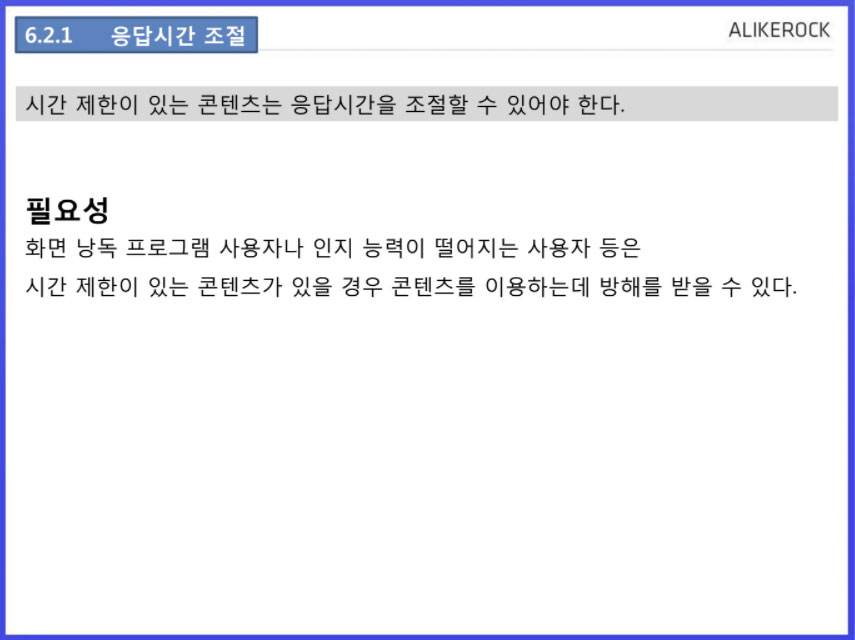 6.2.1 응답시간 조절
ALIKEROCK
시간 제한이 있는 콘텐츠는 응답시간을 조절할 수 있어야 한다.
필요성
화면 낭독 프로그램 사용자나 인지 능력이 떨어지는 사용자 등은
시간 제한이 있는 콘텐츠가 있을 경우 콘텐츠를 이용하는데 방해를 받을 수 있다.